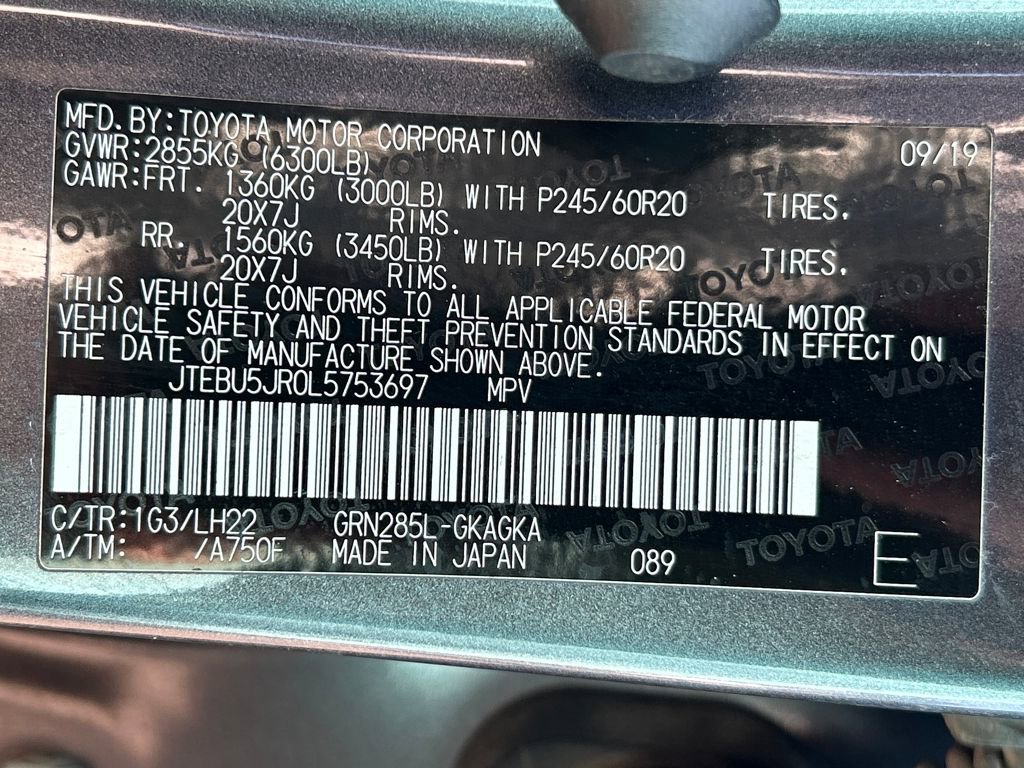 MFD.BY:TOYOTA MOTOR CORPORATION 09/19
GVWR:2855KG (6300LB)
GAWR:FRT. 1360KG (3000LB) WITH P245/60R20 TIRES.
20X7J RIMS.
RR. 1560KG (3450LB) WITH P245/60R20 TIRES.
20X7J RIMS.
THIS VEHICLE CONFORMS TO ALL APPLICABLE FEDERAL MOTOR
VEHICLE SAFETY AND THEFT PREVENTION STANDARDS IN EFFECT ON
THE DATE OF MANUFACTURE SHOWN ABOVE.
JTEBU5JR0L5753697 MPV
C/TR:1G3/LH22 GRN285L-GKAGKA
A/TM: /A750F MADE IN JAPAN 089 E
TOYOTA